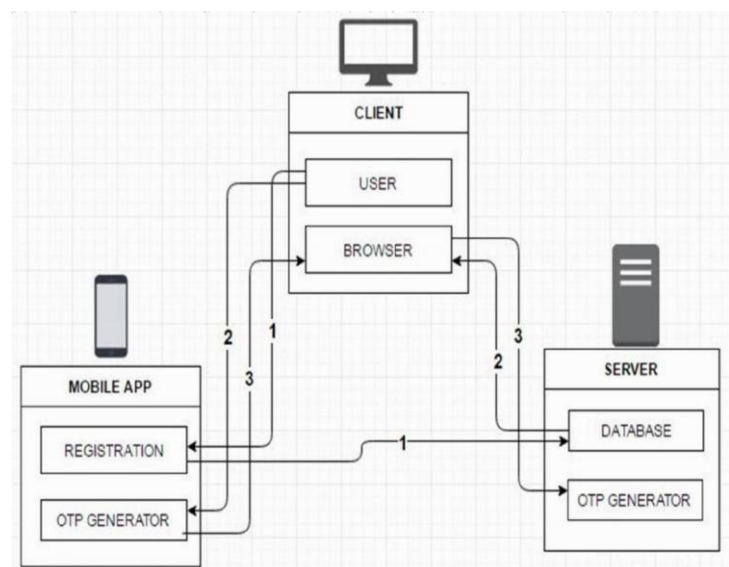 CLIENT
USER
BROWSER
2
1
3
3
2
MOBILE APP
REGISTRATION
OTP GENERATOR
1
SERVER
DATABASE
OTP GENERATOR